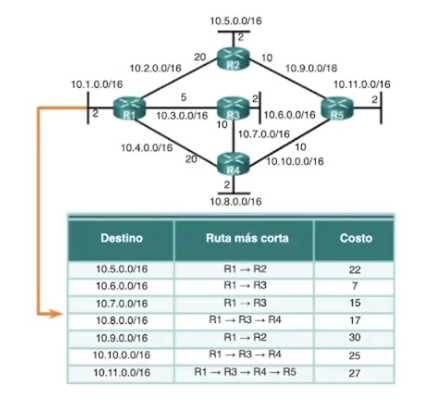 10.5.0.0/16
2
20
R2
10
10.2.0.0/16
10.9.0.0/16
10.1.0.0/16
10.11.0.0/16
5
2
2
2
R1
10.3.0.0/16
R3
10.6.0.0/16
R5
10
10.7.0.0/16
10.4.0.0/16
10
20
R4
10.10.0.0/16
2
10.8.0.0/16
Destino Ruta más corta Costo
10.5.0.0/16 R1 → R2 22
10.6.0.0/16 R1 → R3 7
10.7.0.0/16 R1 → R3 15
10.8.0.0/16 R1 → R3 → R4 17
10.9.0.0/16 R1 → R2 30
10.10.0.0/16 R1 → R3 → R4 25
10.11.0.0/16 R1 → R3 → R4 → R5 27